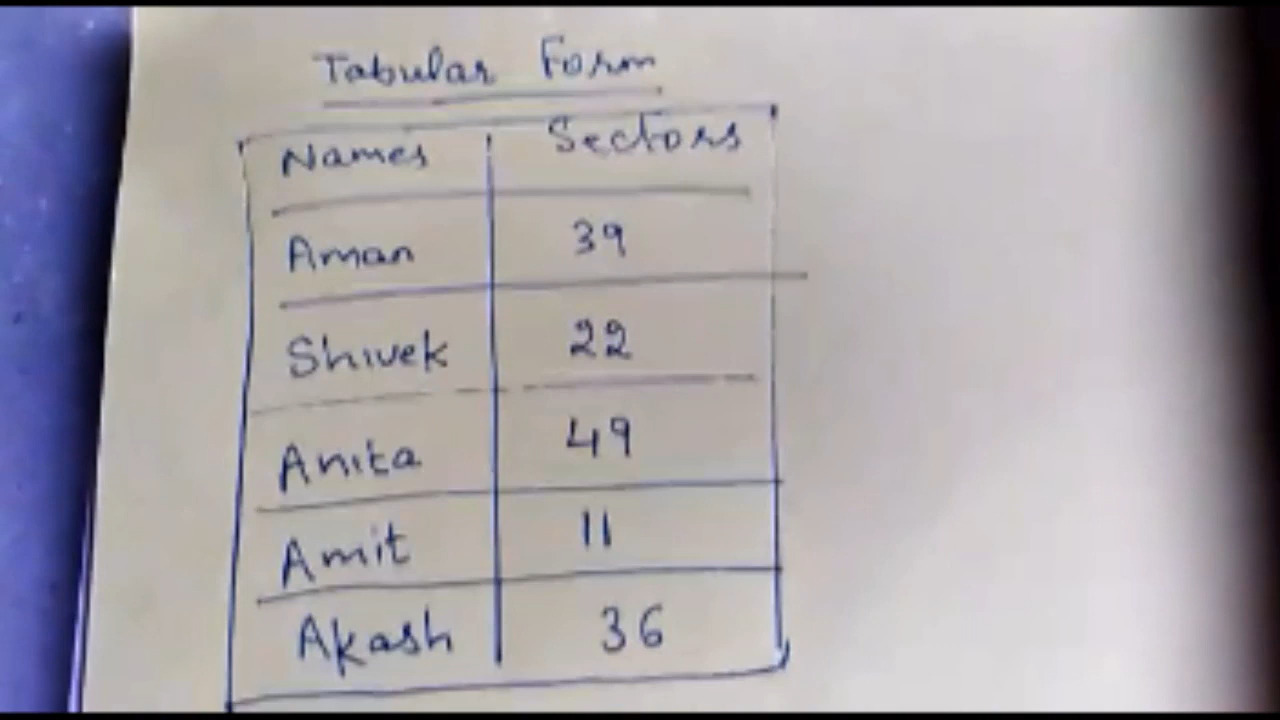 Tabular Form
Names Sectors
Aman 39
Shivek 22
Anita 49
Amit 11
Akash 36